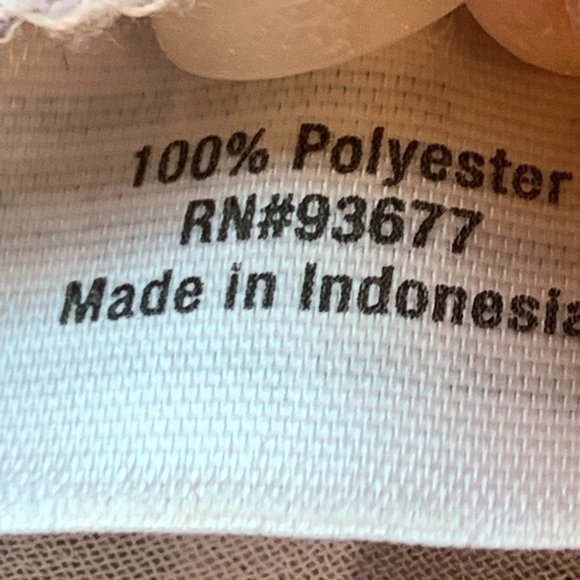 100% Polyester
RN#93677
Made in Indonesia